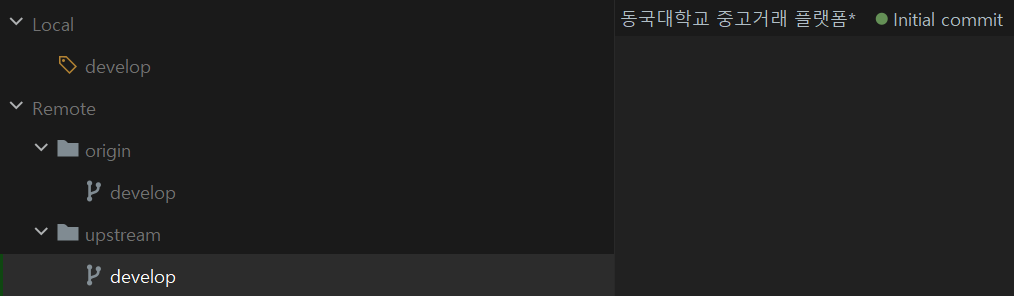 Local
develop
Remote
origin
develop
upstream
develop
동국대학교 중고거래 플랫폼* Initial commit